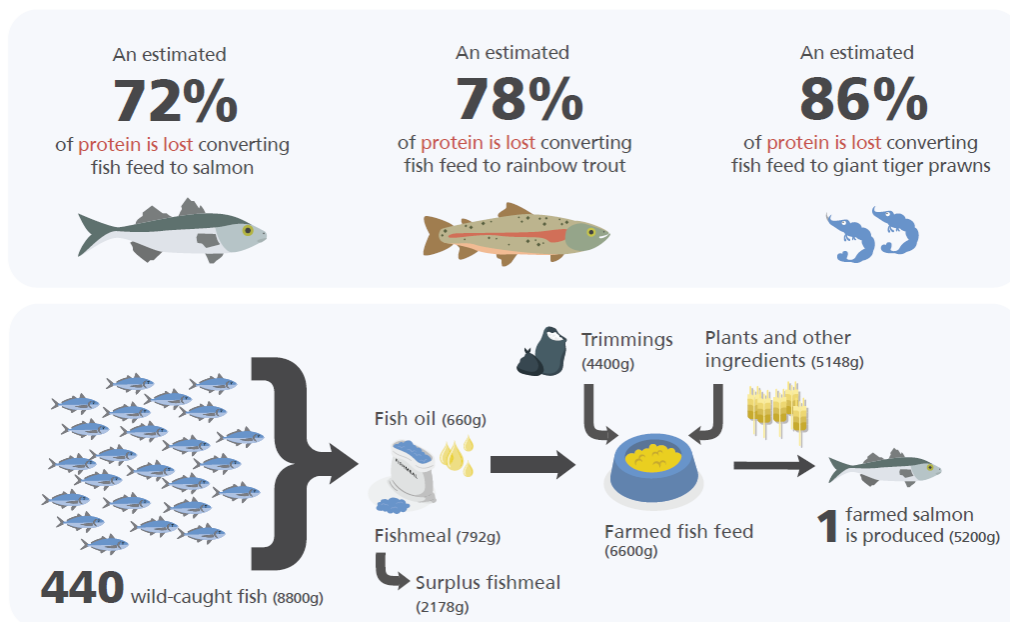 An estimated
72%
of protein is lost converting
fish feed to salmon
An estimated
78%
of protein is lost converting
fish feed to rainbow trout
An estimated
86%
of protein is lost converting
fish feed to giant tiger prawns
440 wild-caught fish (8800g)
Fish oil (660g)
Fishmeal (792g)
Surplus fishmeal
(2178g)
Trimmings
(4400g)
Plants and other
ingredients (5148g)
Farmed fish feed
(6600g)
1 farmed salmon
is produced (5200g)